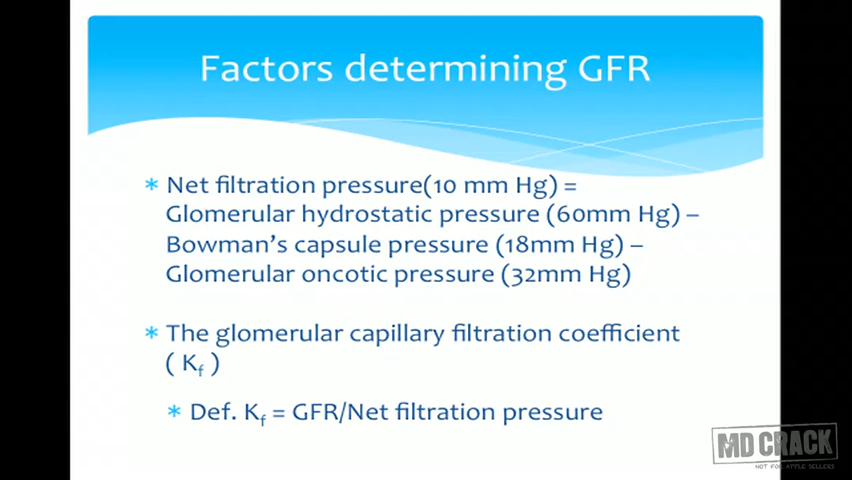 Factors determining GFR
* Net filtration pressure(10 mm Hg) =
Glomerular hydrostatic pressure (60mm Hg) –
Bowman's capsule pressure (18mm Hg) –
Glomerular oncotic pressure (32mm Hg)
* The glomerular capillary filtration coefficient
( Kf )
* Def. Kf = GFR/Net filtration pressure
MD CRACK
NOT FOR APPLE SELLERS